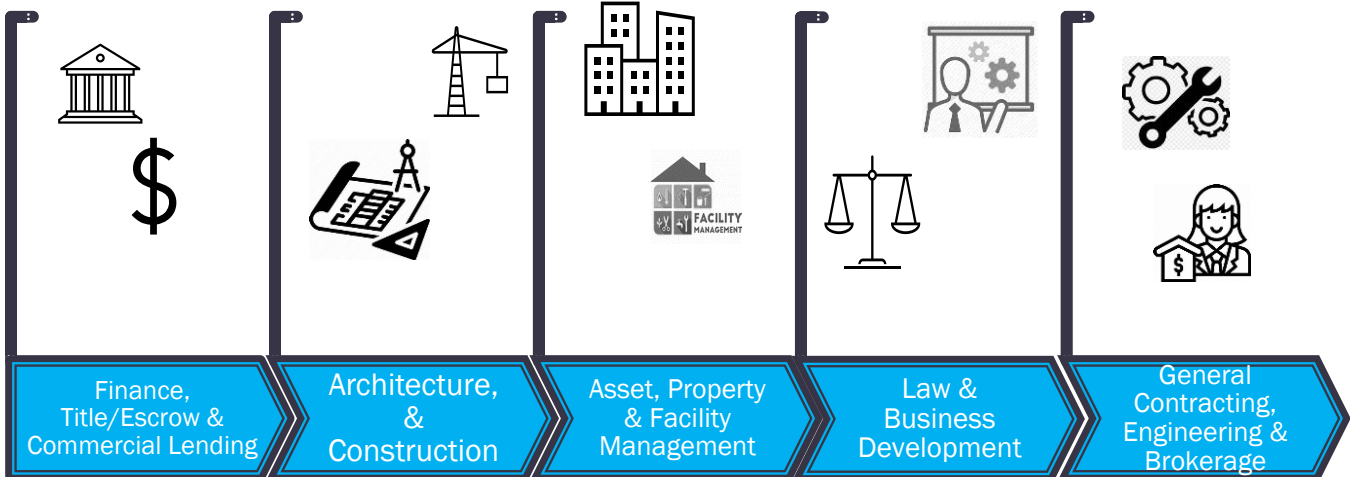 $
FACILITY
MANAGEMENT
$
Finance,
Title/Escrow &
Commercial Lending
Architecture,
&
Construction
Asset, Property
& Facility
Management
Law &
Business
Development
General
Contracting,
Engineering &
Brokerage